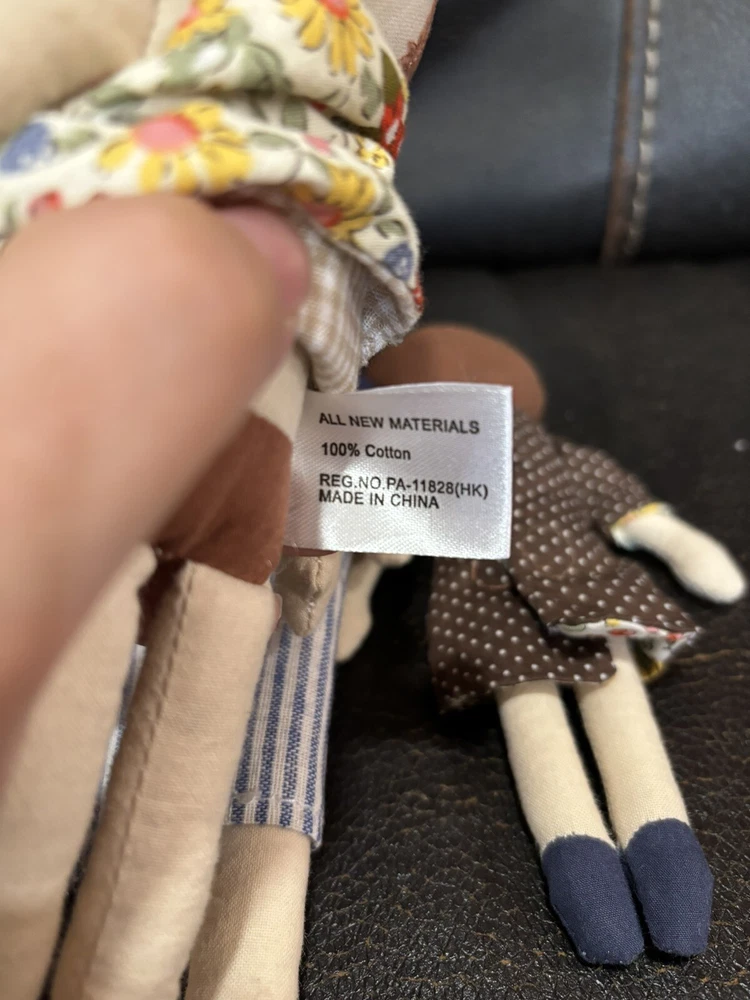 ALL NEW MATERIALS
100% Cotton
REG.NO.PA-11828(HK)
MADE IN CHINA